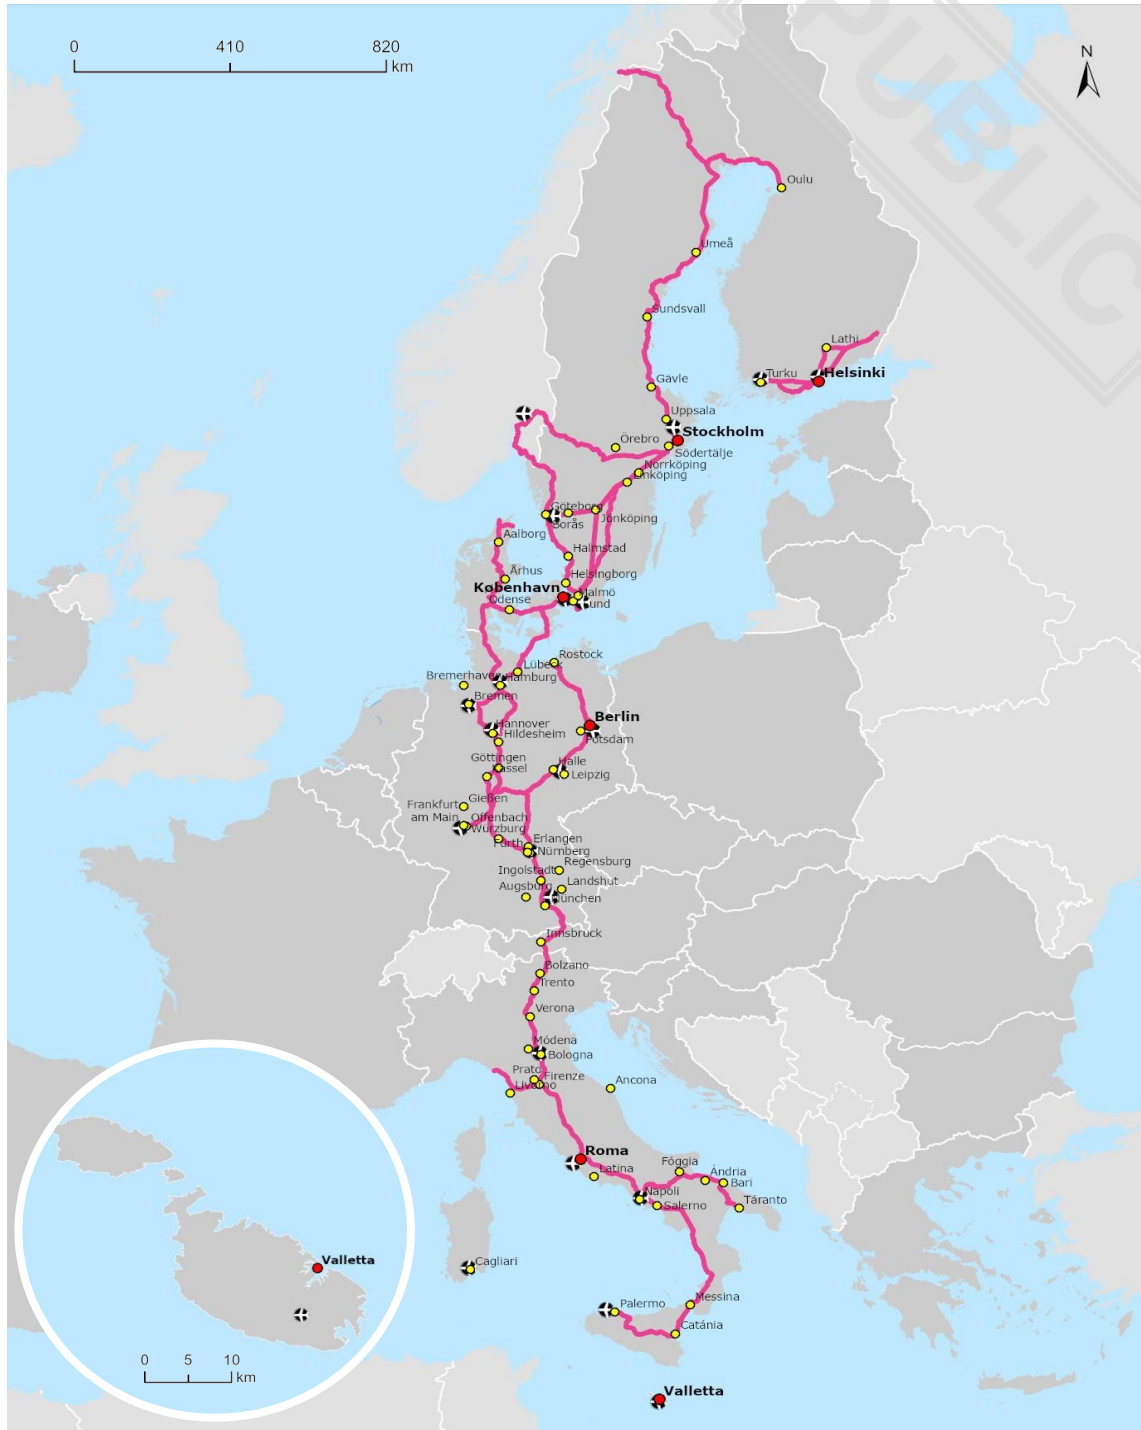 PUBLIC
0 410 820
km
N
Oulu
Umeå
Sundsvall
Lathi
Turku
Helsinki
Gävle
Uppsala
Stockholm
Örebro
Södertälje
Norrköping
Linköping
Göteborg
Jönköping
Borås
Aalborg
Halmstad
Århus
Helsingborg
København
Malmö
Odense
Lund
Rostock
Lübeck
Bremerhaven
Hamburg
Bremen
Berlin
Hannover
Hildesheim
Potsdam
Göttingen
Halle
Kassel
Leipzig
Gießen
Frankfurt
am Main
Offenbach
Würzburg
Erlangen
Fürth
Nürnberg
Regensburg
Ingolstadt
Landshut
Augsburg
München
Innsbruck
Bolzano
Trento
Verona
Módena
Bologna
Prato
Firenze
Ancona
Livorno
Roma
Latina
Fóggia
Ándria
Bari
Napoli
Salerno
Táranto
Cagliari
Valletta
Messina
Palermo
Catánia
0 5 10
km
Valletta